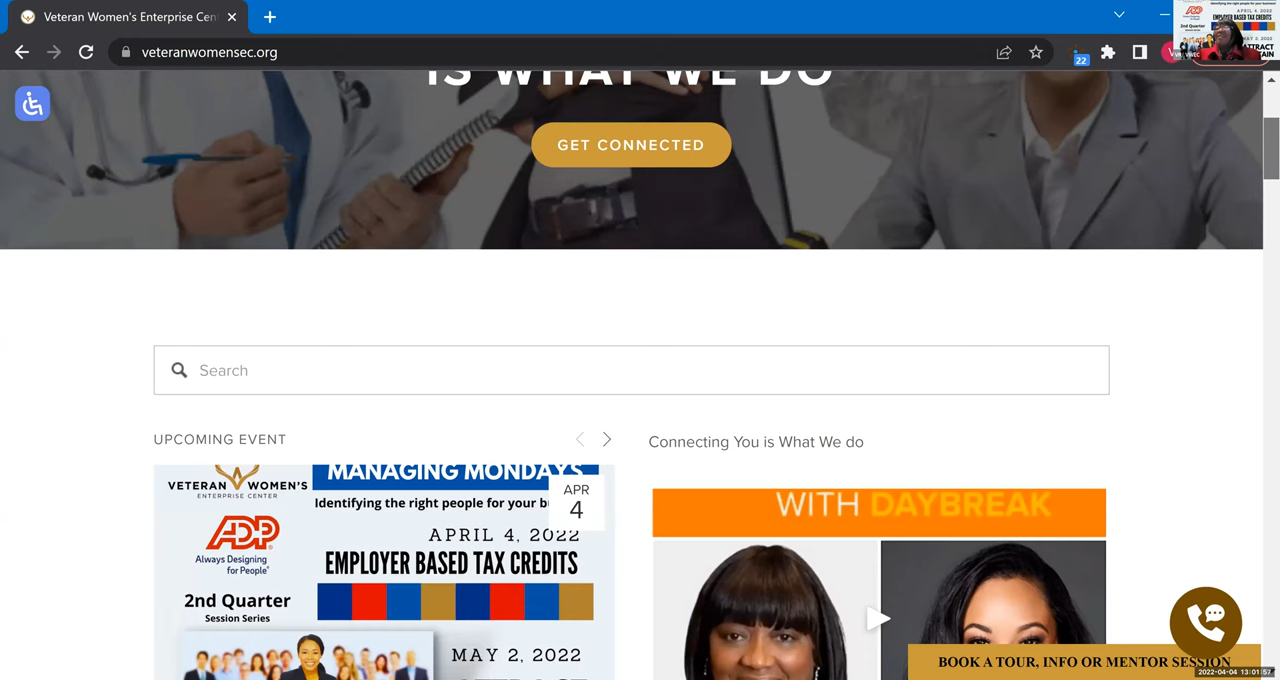 Veteran Women's Enterprise Cen
veteranwomensec.org
22
IS WHAT WE DO
GET CONNECTED
Search
UPCOMING EVENT
Connecting You is What We do
VETERAN WOMEN'S
ENTERPRISE CENTER
MANAGING MONDAYS
Identifying the right people for your b
APR
4
ADP
Always Designing
for People
APRIL 4, 2022
EMPLOYER BASED TAX CREDITS
2nd Quarter
Session Series
MAY 2, 2022
WITH DAYBREAK
BOOK A TOUR, INFO OR MENTOR SESSION
2022-04-04 13:01:57